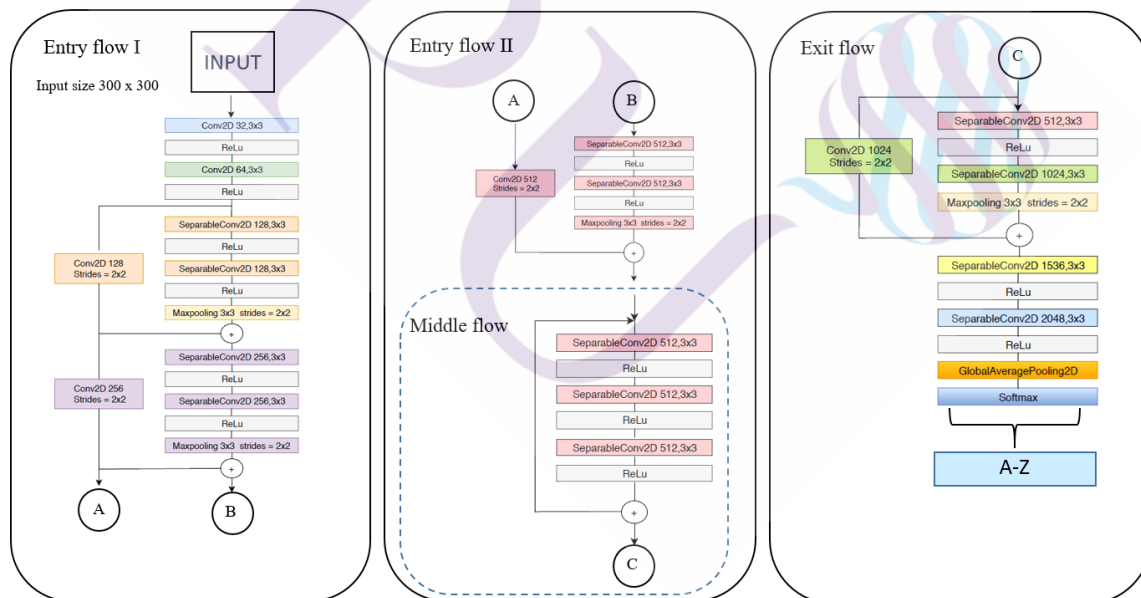 Entry flow I
INPUT
Input size 300 x 300
Conv2D 32,3x3
ReLu
Conv2D 64,3x3
ReLu
SeparableConv2D 128,3x3
ReLu
Conv2D 128
Strides = 2x2
SeparableConv2D 128,3x3
ReLu
Maxpooling 3x3 strides = 2x2
+
SeparableConv2D 256,3x3
ReLu
Conv2D 256
Strides = 2x2
SeparableConv2D 256,3x3
ReLu
Maxpooling 3x3 strides = 2x2
+
A
B
Entry flow II
A
B
SeparableConv2D 512,3x3
ReLu
Conv2D 512
Strides = 2x2
SeparableConv2D 512,3x3
ReLu
Maxpooling 3x3 strides = 2x2
+
Middle flow
SeparableConv2D 512,3x3
ReLu
SeparableConv2D 512,3x3
ReLu
SeparableConv2D 512,3x3
ReLu
+
C
Exit flow
C
SeparableConv2D 512,3x3
ReLu
Conv2D 1024
Strides = 2x2
SeparableConv2D 1024,3x3
Maxpooling 3x3 strides = 2x2
+
SeparableConv2D 1536,3x3
ReLu
SeparableConv2D 2048,3x3
ReLu
GlobalAveragePooling2D
Softmax
A-Z